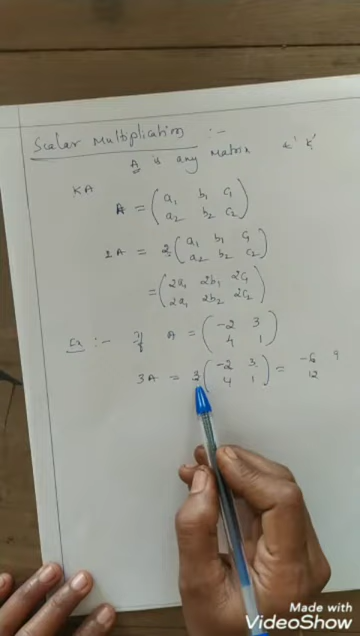 Scalar Multiplication :-
A is any matrix 'K'
KA
A = ( a₁ b₁ c₁
a₂ b₂ c₂ )
2A = 2 ( a₁ b₁ c₁
a₂ b₂ c₂ )
= ( 2a₁ 2b₁ 2c₁
2a₁ 2b₂ 2c₂ )
Ex :- If A = ( -2 3
4 1 )
3A = 3 ( -2 3
4 1 ) = -6 9
12
Made with
VideoShow